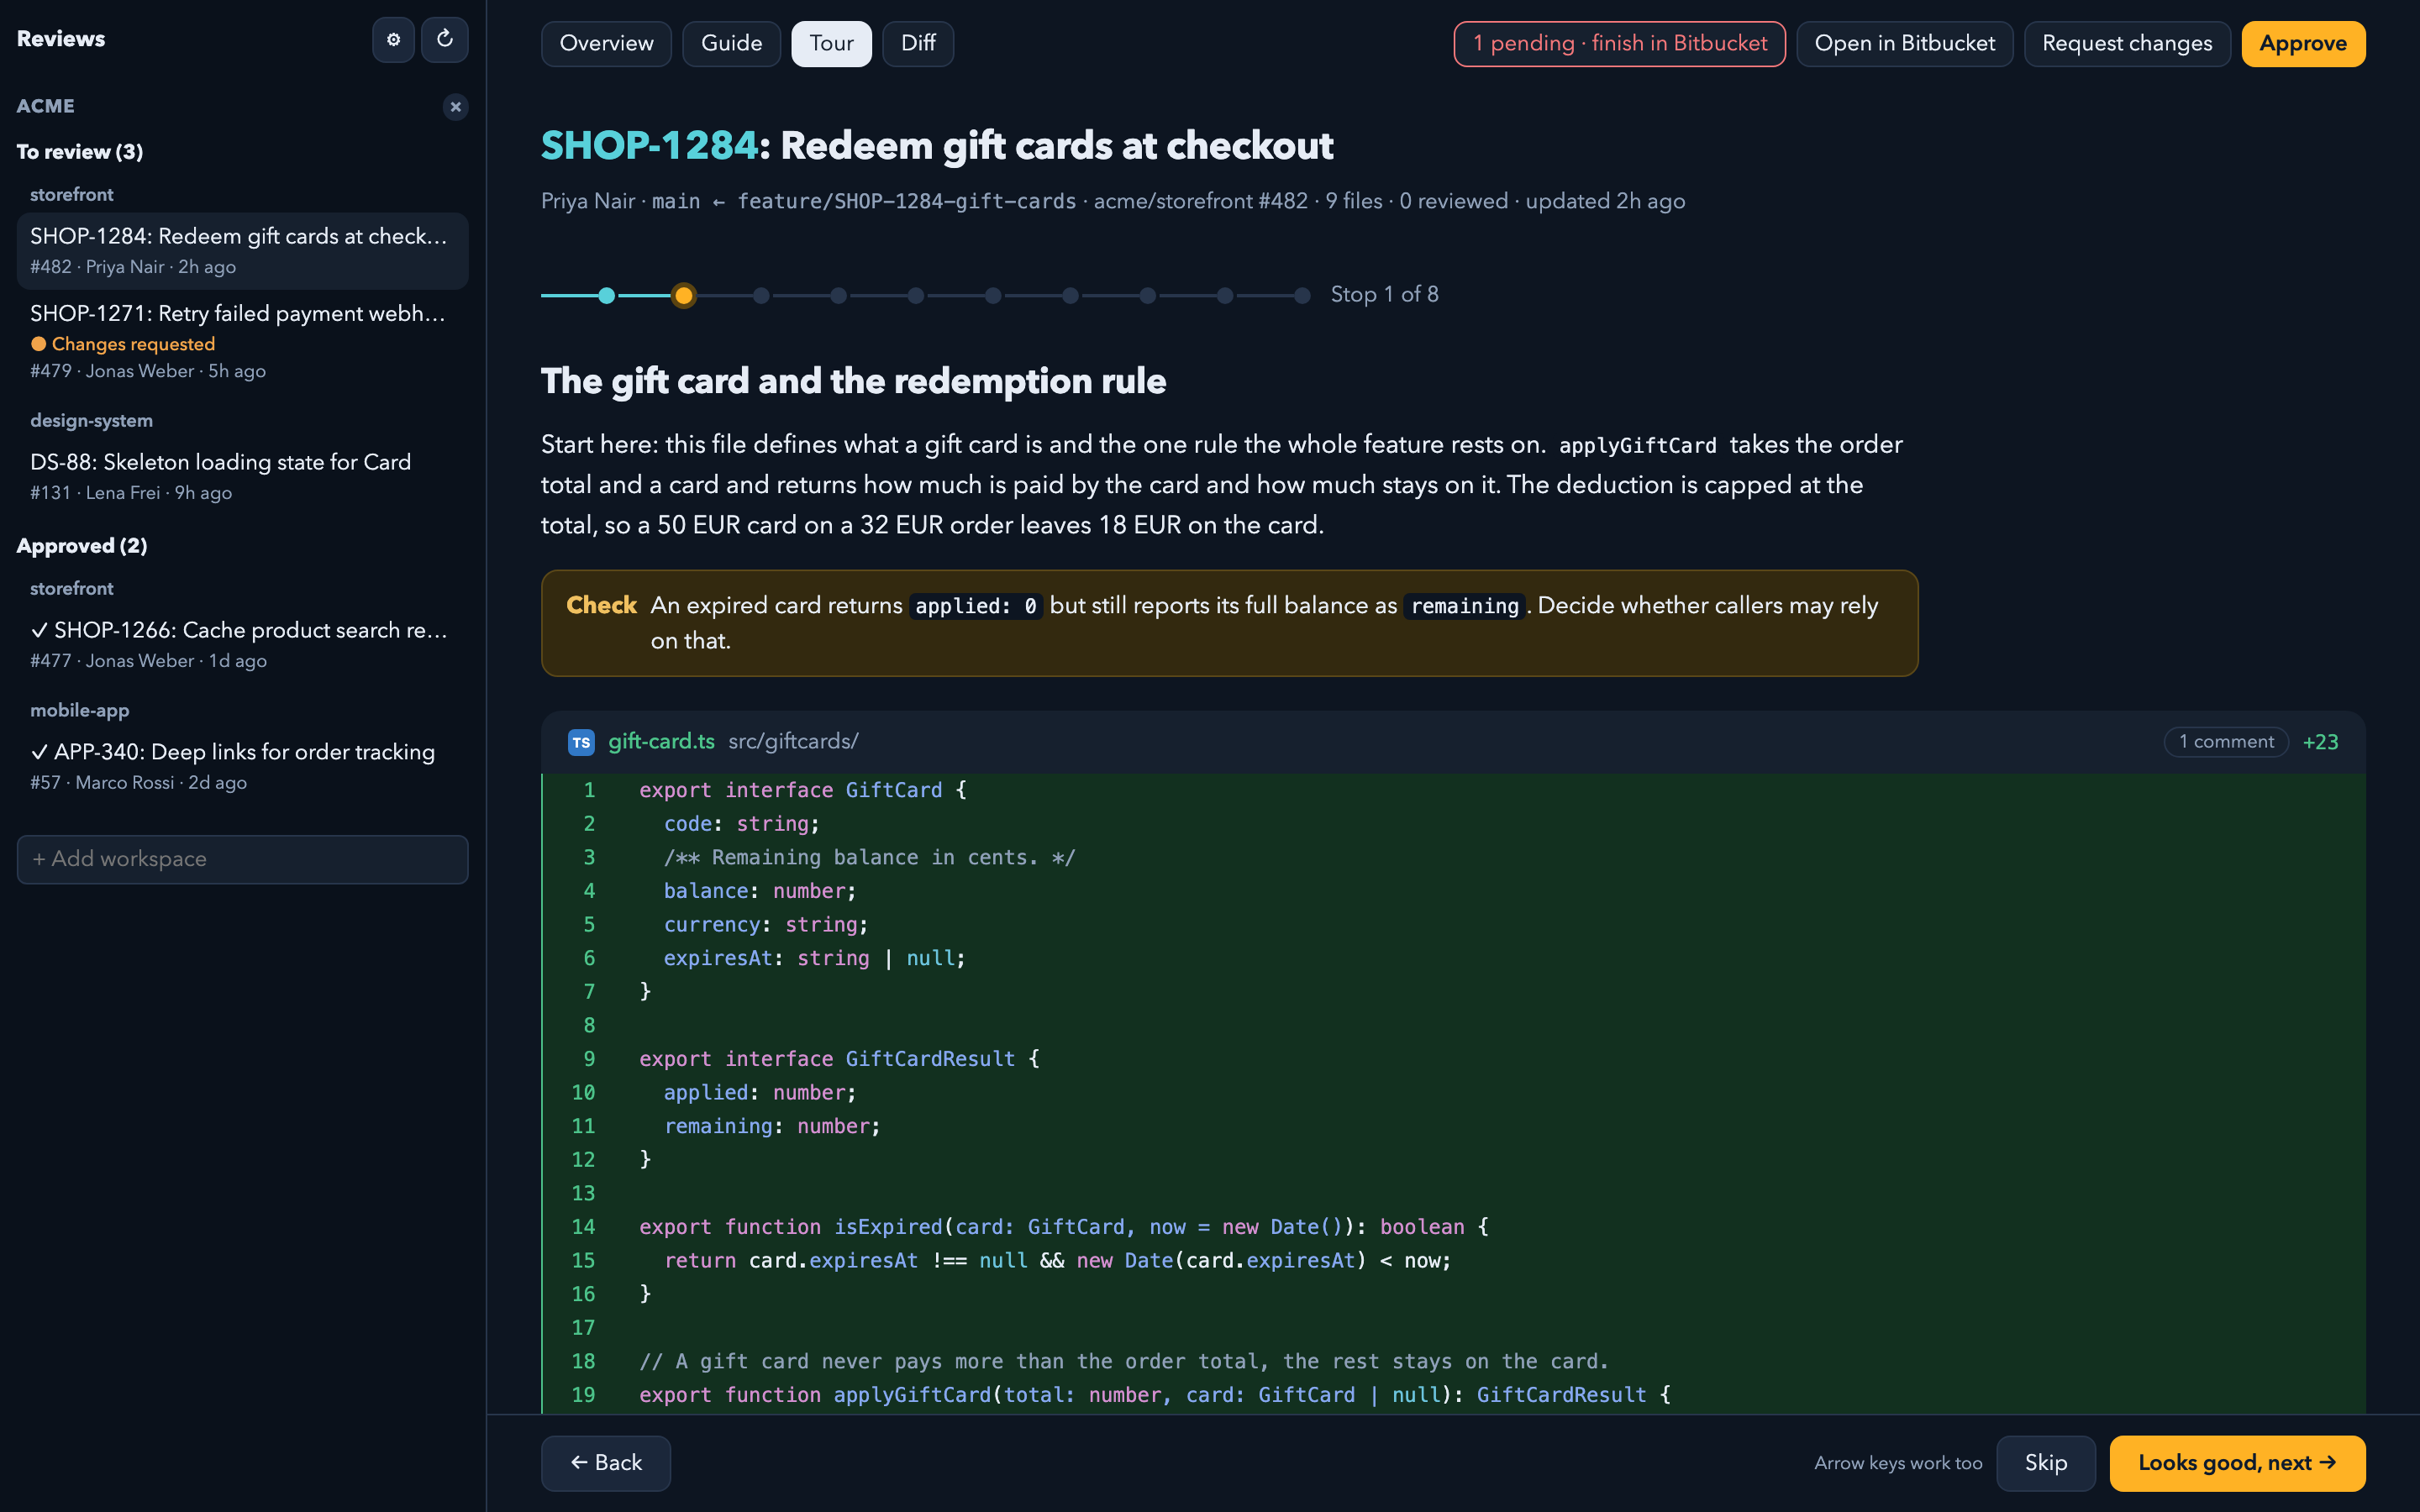 Reviews
ACME
To review (3)
storefront
SHOP-1284: Redeem gift cards at check…
#482 · Priya Nair · 2h ago
SHOP-1271: Retry failed payment webh…
Changes requested
#479 · Jonas Weber · 5h ago
design-system
DS-88: Skeleton loading state for Card
#131 · Lena Frei · 9h ago
Approved (2)
storefront
✓ SHOP-1266: Cache product search re…
#477 · Jonas Weber · 1d ago
mobile-app
✓ APP-340: Deep links for order tracking
#57 · Marco Rossi · 2d ago
+ Add workspace
Overview Guide Tour Diff
1 pending · finish in Bitbucket Open in Bitbucket Request changes Approve
SHOP-1284: Redeem gift cards at checkout
Priya Nair · main ← feature/SHOP-1284-gift-cards · acme/storefront #482 · 9 files · 0 reviewed · updated 2h ago
Stop 1 of 8
The gift card and the redemption rule
Start here: this file defines what a gift card is and the one rule the whole feature rests on. applyGiftCard takes the order
total and a card and returns how much is paid by the card and how much stays on it. The deduction is capped at the
total, so a 50 EUR card on a 32 EUR order leaves 18 EUR on the card.
Check An expired card returns applied: 0 but still reports its full balance as remaining. Decide whether callers may rely
on that.
TS gift-card.ts src/giftcards/ 1 comment +23
1 export interface GiftCard {
2   code: string;
3   /** Remaining balance in cents. */
4   balance: number;
5   currency: string;
6   expiresAt: string | null;
7 }
8
9 export interface GiftCardResult {
10   applied: number;
11   remaining: number;
12 }
13
14 export function isExpired(card: GiftCard, now = new Date()): boolean {
15   return card.expiresAt !== null && new Date(card.expiresAt) < now;
16 }
17
18 // A gift card never pays more than the order total, the rest stays on the card.
19 export function applyGiftCard(total: number, card: GiftCard | null): GiftCardResult {
← Back
Arrow keys work too Skip Looks good, next →